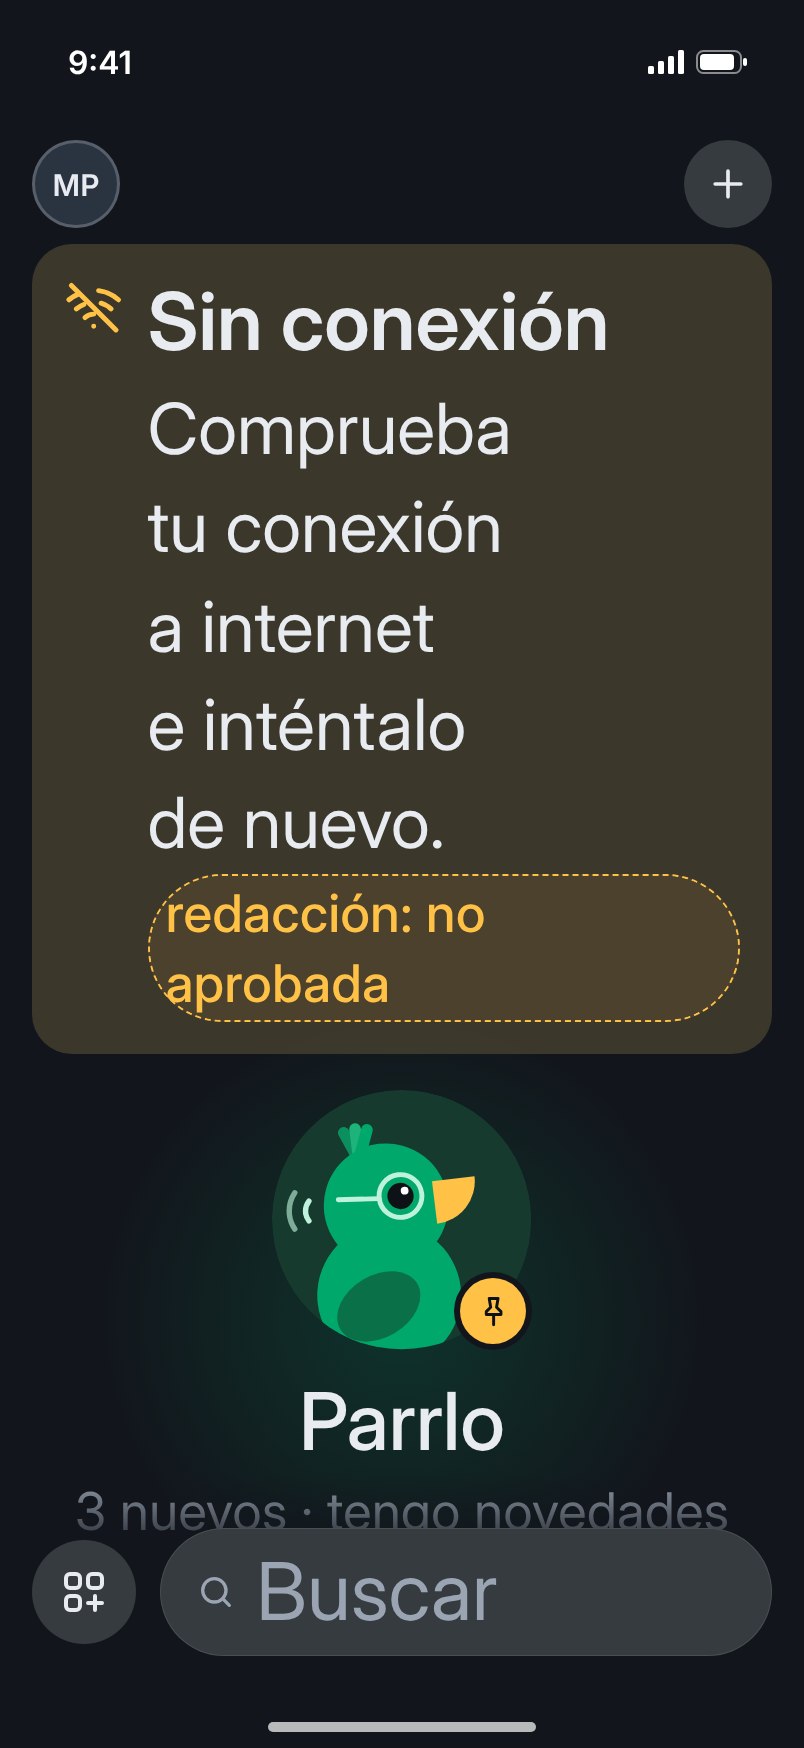 9:41
MP
Sin conexión
Comprueba
tu conexión
a internet
e inténtalo
de nuevo.
redacción: no
aprobada
Parrlo
3 nuevos · tengo novedades
Buscar